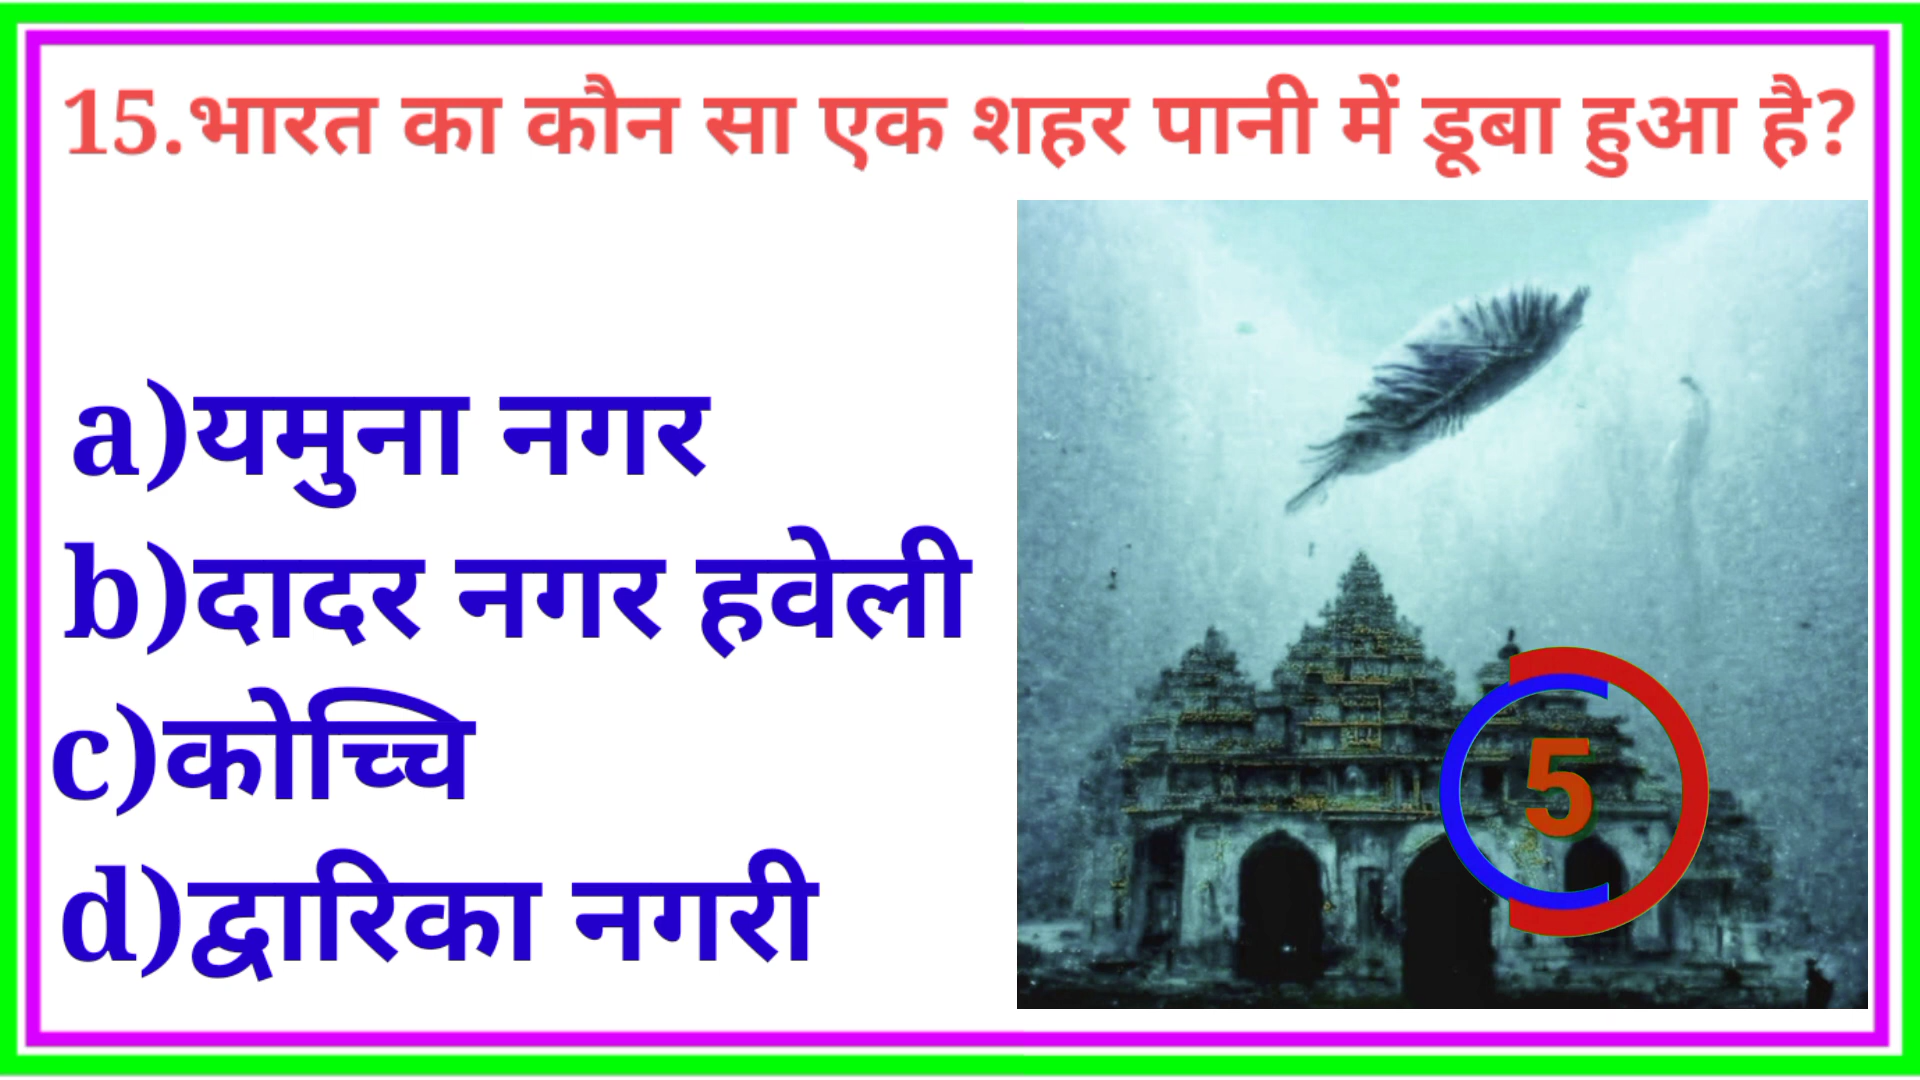 15.भारत का कौन सा एक शहर पानी में डूबा हुआ है?
a)यमुना नगर
b)दादर नगर हवेली
c)कोच्चि
d)द्वारिका नगरी
5